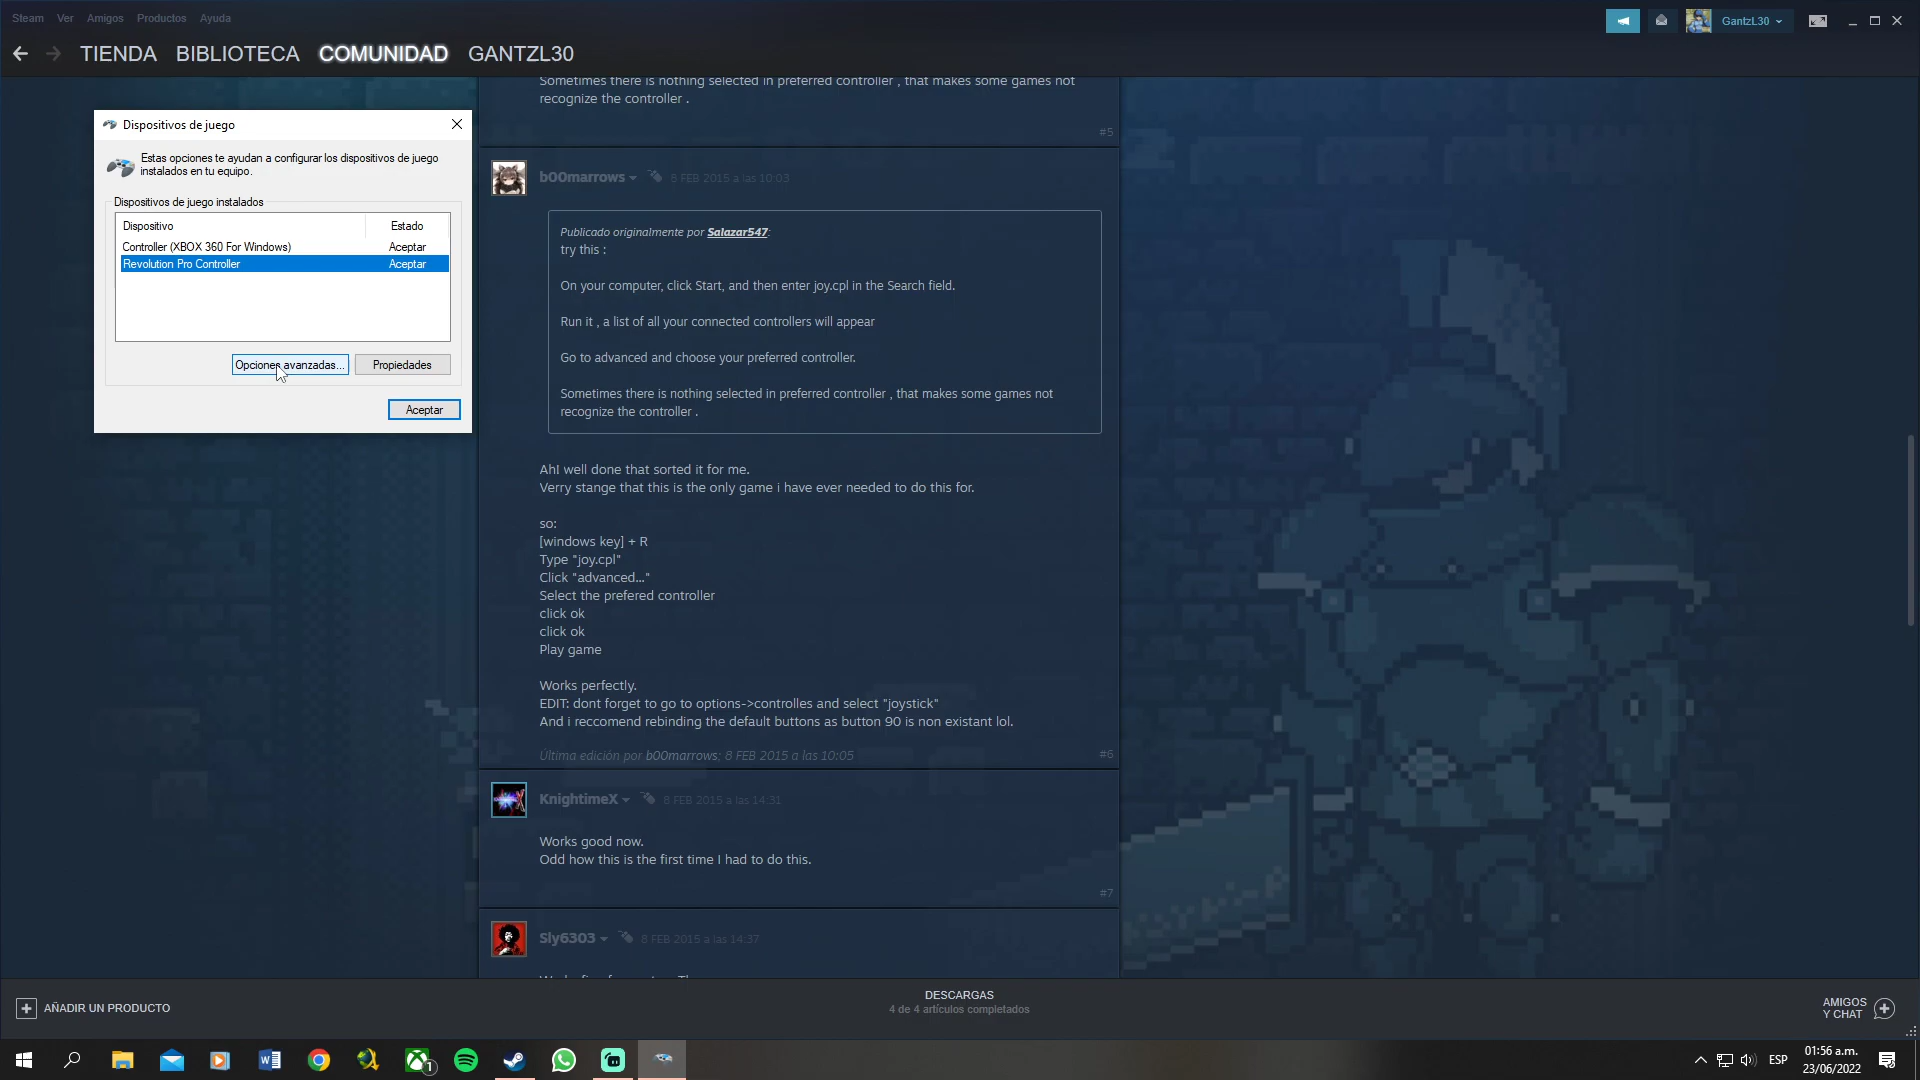 Steam Ver Amigos Productos Ayuda
GantzL30
TIENDA BIBLIOTECA COMUNIDAD GANTZL30
Sometimes there is nothing selected in preferred controller , that makes some games not
recognize the controller .
#5
Dispositivos de juego
Estas opciones te ayudan a configurar los dispositivos de juego
instalados en tu equipo.
Dispositivos de juego instalados
Dispositivo Estado
Controller (XBOX 360 For Windows) Aceptar
Revolution Pro Controller Aceptar
Opciones avanzadas... Propiedades
Aceptar
b00marrows 8 FEB 2015 a las 10:03
Publicado originalmente por Salazar547:
try this :
On your computer, click Start, and then enter joy.cpl in the Search field.
Run it , a list of all your connected controllers will appear
Go to advanced and choose your preferred controller.
Sometimes there is nothing selected in preferred controller , that makes some games not
recognize the controller .
Ah! well done that sorted it for me.
Verry stange that this is the only game i have ever needed to do this for.
so:
[windows key] + R
Type "joy.cpl"
Click "advanced..."
Select the prefered controller
click ok
click ok
Play game
Works perfectly.
EDIT: dont forget to go to options->controlles and select "joystick"
And i reccomend rebinding the default buttons as button 90 is non existant lol.
Última edición por b00marrows; 8 FEB 2015 a las 10:05
#6
KnightimeX 8 FEB 2015 a las 14:31
Works good now.
Odd how this is the first time I had to do this.
#7
Sly6303 8 FEB 2015 a las 14:37
AÑADIR UN PRODUCTO
DESCARGAS
4 de 4 artículos completados
AMIGOS
Y CHAT
1
ESP
01:56 a.m.
23/06/2022